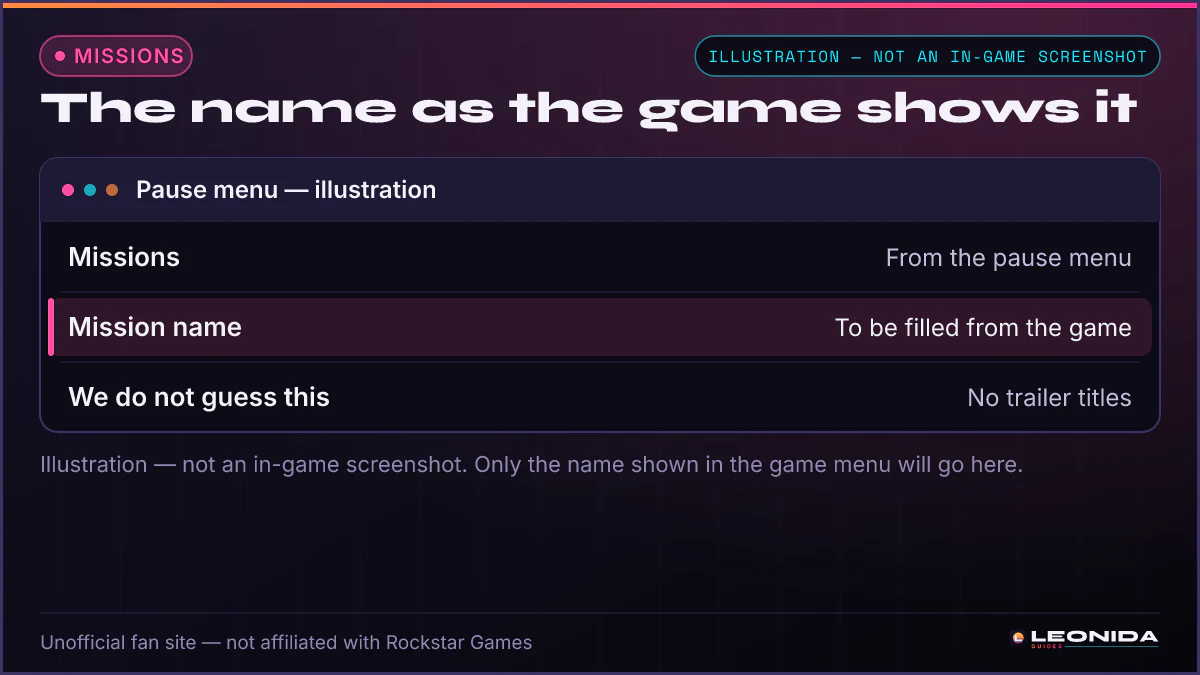 MISSIONS
ILLUSTRATION — NOT AN IN-GAME SCREENSHOT
The name as the game shows it
Pause menu — illustration
Missions
From the pause menu
Mission name
To be filled from the game
We do not guess this
No trailer titles
Illustration — not an in-game screenshot. Only the name shown in the game menu will go here.
Unofficial fan site — not affiliated with Rockstar Games
LEONIDA
GUIDES